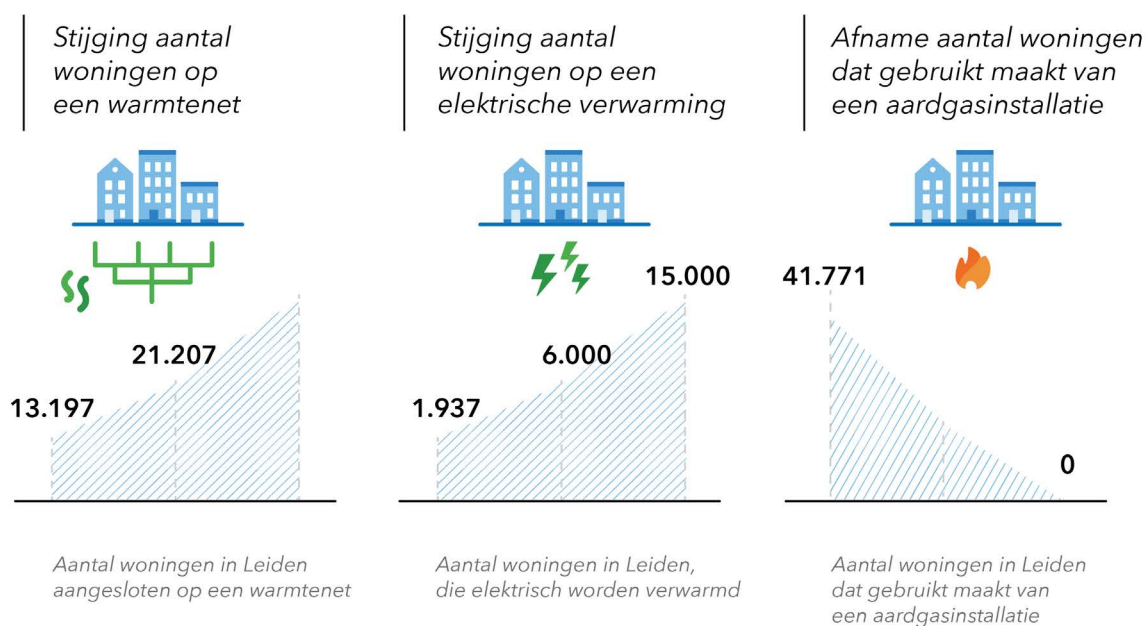 Stijging aantal
woningen op
een warmtenet
13.197
21.207
Aantal woningen in Leiden
aangesloten op een warmtenet
Stijging aantal
woningen op een
elektrische verwarming
1.937
6.000
15.000
Aantal woningen in Leiden,
die elektrisch worden verwarmd
Afname aantal woningen
dat gebruikt maakt van
een aardgasinstallatie
41.771
0
Aantal woningen in Leiden
dat gebruikt maakt van
een aardgasinstallatie